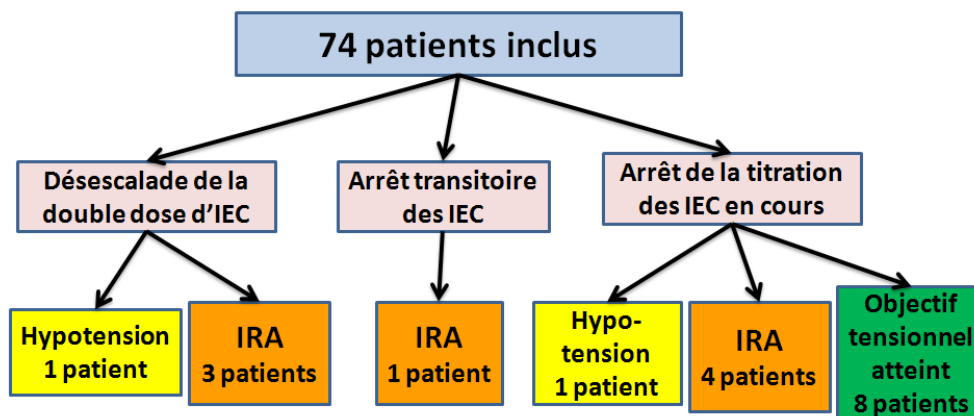 74 patients inclus
Désescalade de la
double dose d'IEC
Arrêt transitoire
des IEC
Arrêt de la titration
des IEC en cours
Hypotension
1 patient
IRA
3 patients
IRA
1 patient
Hypo-
tension
1 patient
IRA
4 patients
Objectif
tensionnel
atteint
8 patients